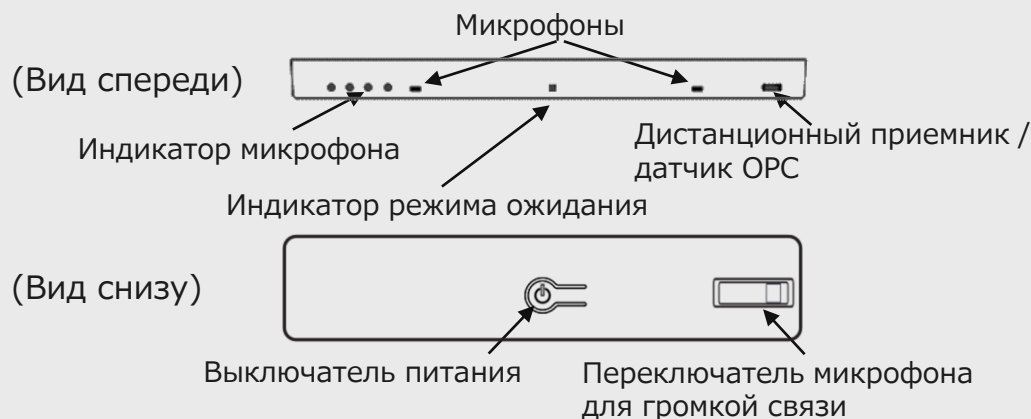 Микрофоны
(Вид спереди)
Индикатор микрофона
Дистанционный приемник /
датчик OPC
Индикатор режима ожидания
(Вид снизу)
Выключатель питания
Переключатель микрофона
для громкой связи